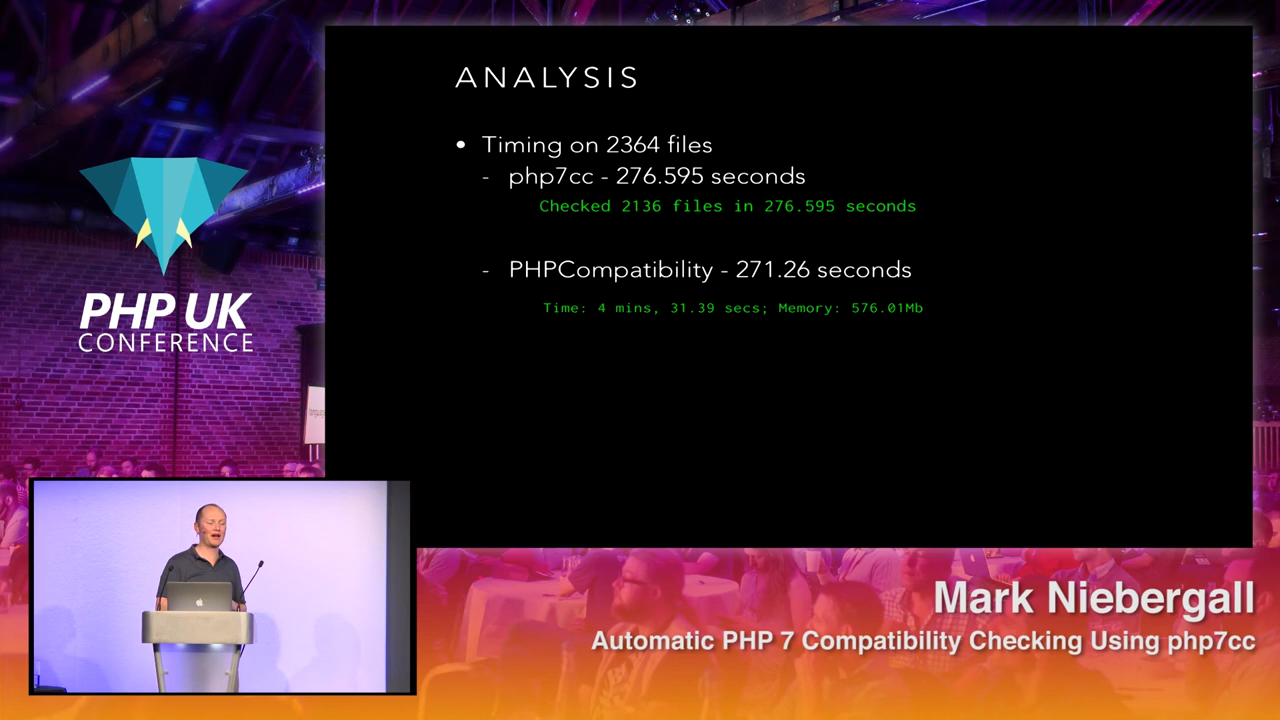 ANALYSIS
• Timing on 2364 files
- php7cc - 276.595 seconds
Checked 2136 files in 276.595 seconds
- PHPCompatibility - 271.26 seconds
Time: 4 mins, 31.39 secs; Memory: 576.01Mb
PHP UK
CONFERENCE
Mark Niebergall
Automatic PHP 7 Compatibility Checking Using php7cc